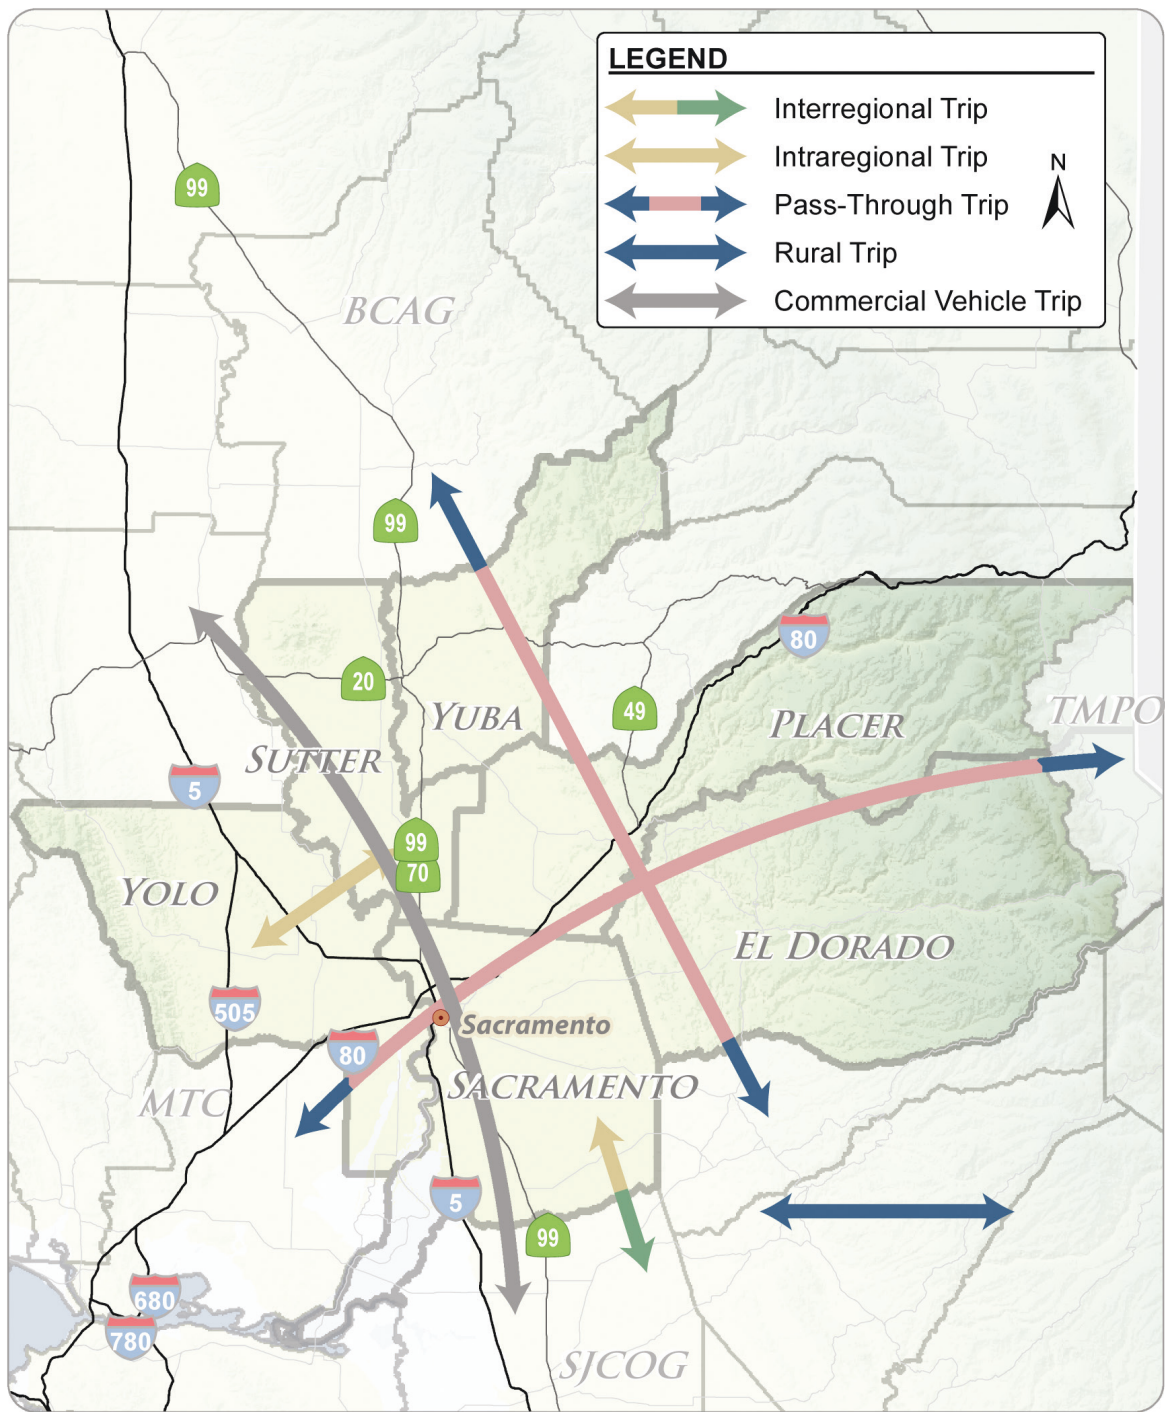 LEGEND
Interregional Trip
Intraregional Trip
N
Pass-Through Trip
Rural Trip
Commercial Vehicle Trip
99
BCAG
99
80
20
49
YUBA
PLACER
TMPO
SUTTER
5
99
70
YOLO
EL DORADO
505
Sacramento
80
SACRAMENTO
MTC
5
99
680
780
SJCOG